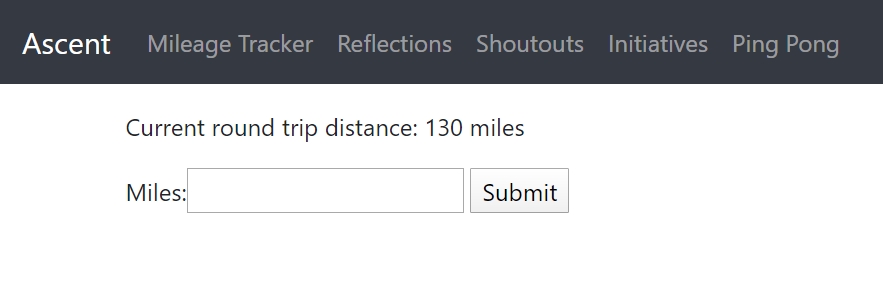 Ascent Mileage Tracker Reflections Shoutouts Initiatives Ping Pong
Current round trip distance: 130 miles
Miles: Submit